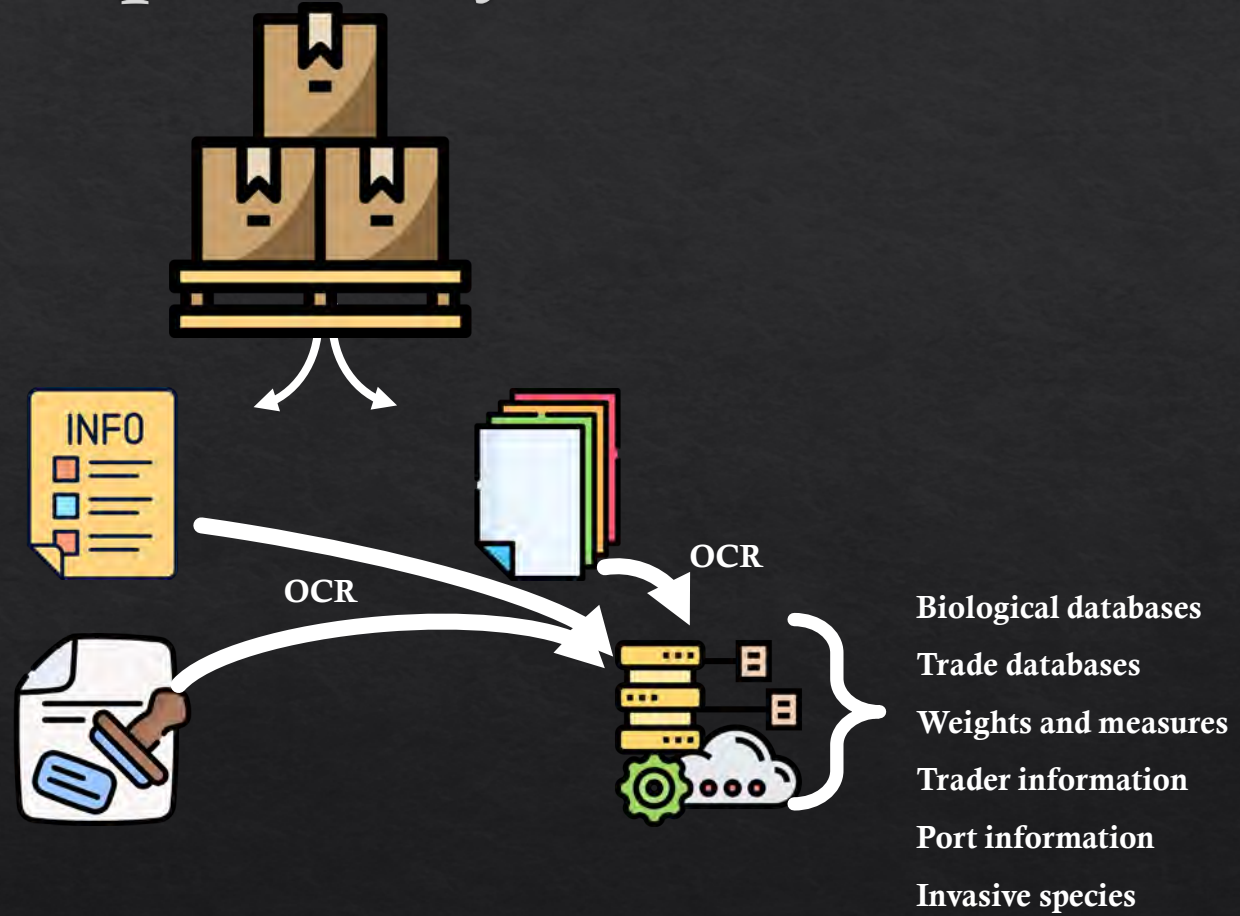 INFO
OCR
OCR
Biological databases
Trade databases
Weights and measures
Trader information
Port information
Invasive species